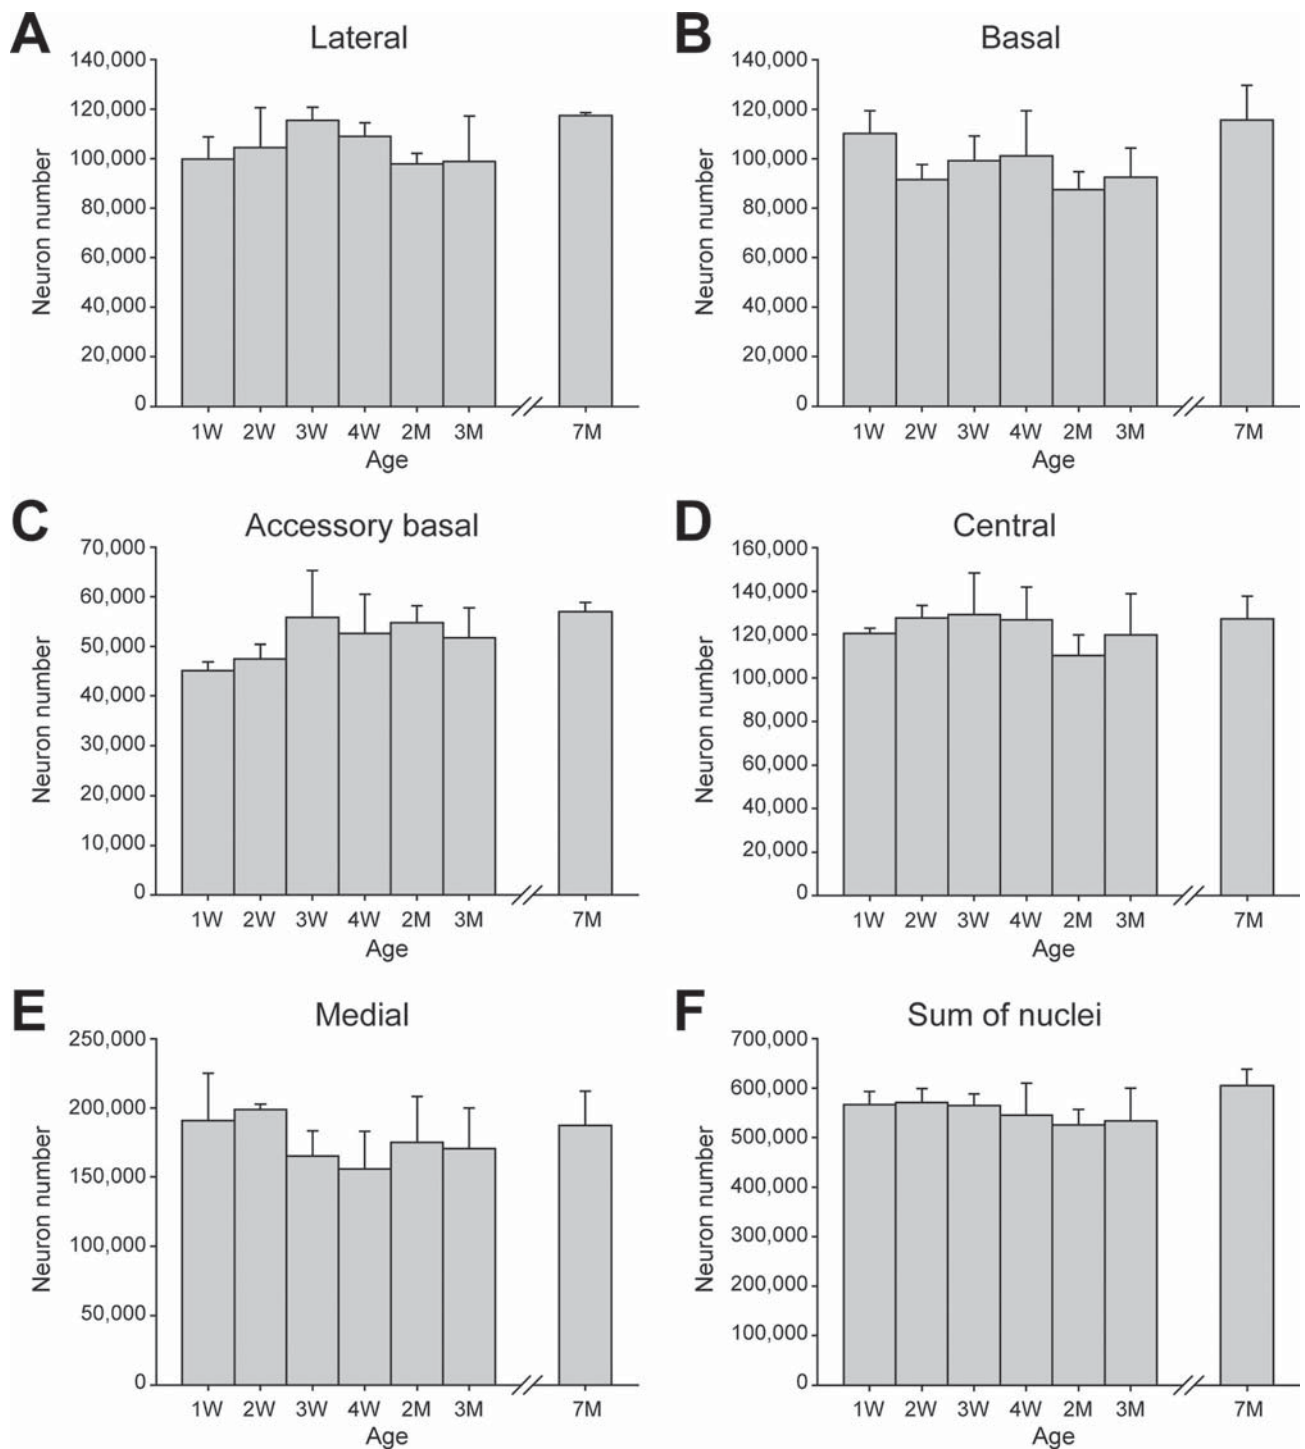 A Lateral
140,000
120,000
100,000
80,000
60,000
40,000
20,000
0
Neuron number
1W 2W 3W 4W 2M 3M 7M
Age
B Basal
140,000
120,000
100,000
80,000
60,000
40,000
20,000
0
Neuron number
1W 2W 3W 4W 2M 3M 7M
Age
C Accessory basal
70,000
60,000
50,000
40,000
30,000
20,000
10,000
0
Neuron number
1W 2W 3W 4W 2M 3M 7M
Age
D Central
160,000
140,000
120,000
100,000
80,000
60,000
40,000
20,000
0
Neuron number
1W 2W 3W 4W 2M 3M 7M
Age
E Medial
250,000
200,000
150,000
100,000
50,000
0
Neuron number
1W 2W 3W 4W 2M 3M 7M
Age
F Sum of nuclei
700,000
600,000
500,000
400,000
300,000
200,000
100,000
0
Neuron number
1W 2W 3W 4W 2M 3M 7M
Age